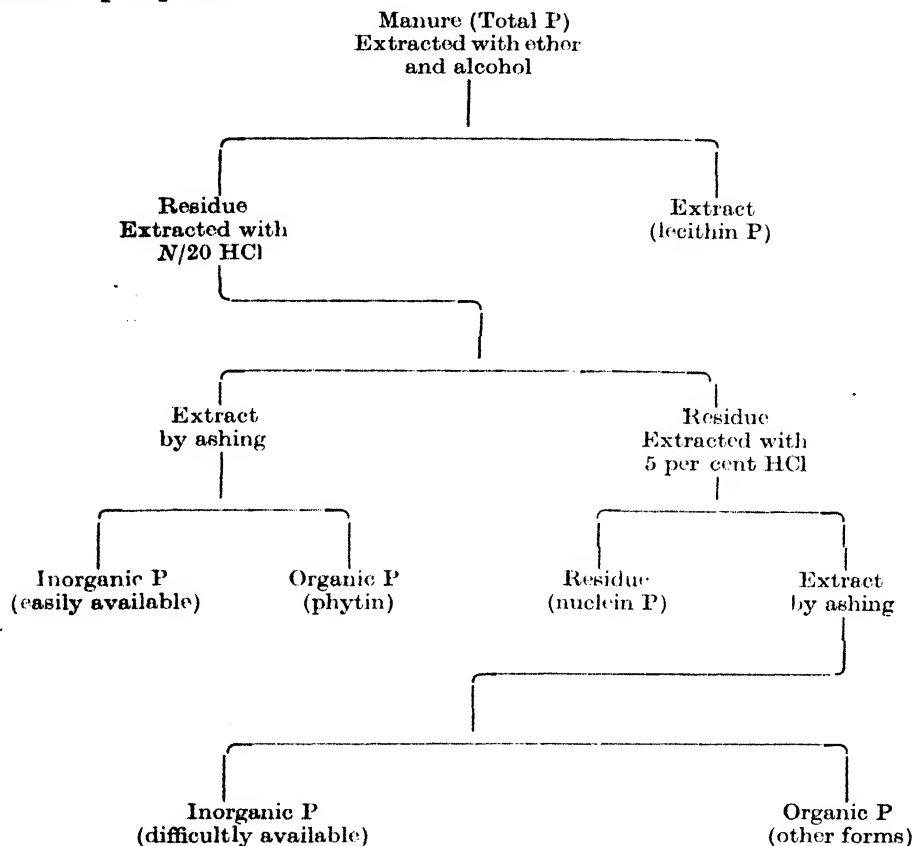 Manure (Total P)
Extracted with ether
and alcohol
Residue
Extracted with
N/20 HCl
Extract
(lecithin P)
Extract
by ashing
Residue
Extracted with
5 per cent HCl
Inorganic P
(easily available)
Organic P
(phytin)
Residue
(nuclein P)
Extract
by ashing
Inorganic P
(difficultly available)
Organic P
(other forms)